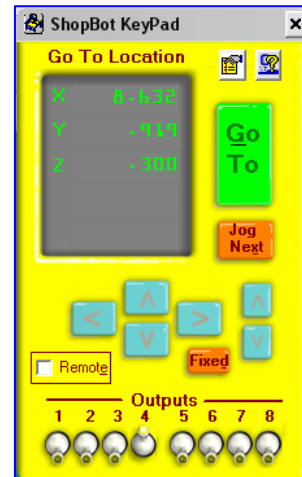 ShopBot KeyPad
Go To Location
X 8.632
Y .919
Z .300
Go
To
Jog
Next
< ∧ > ∧
∨ ∨
Remote
Fixed
Outputs
1 2 3 4 5 6 7 8